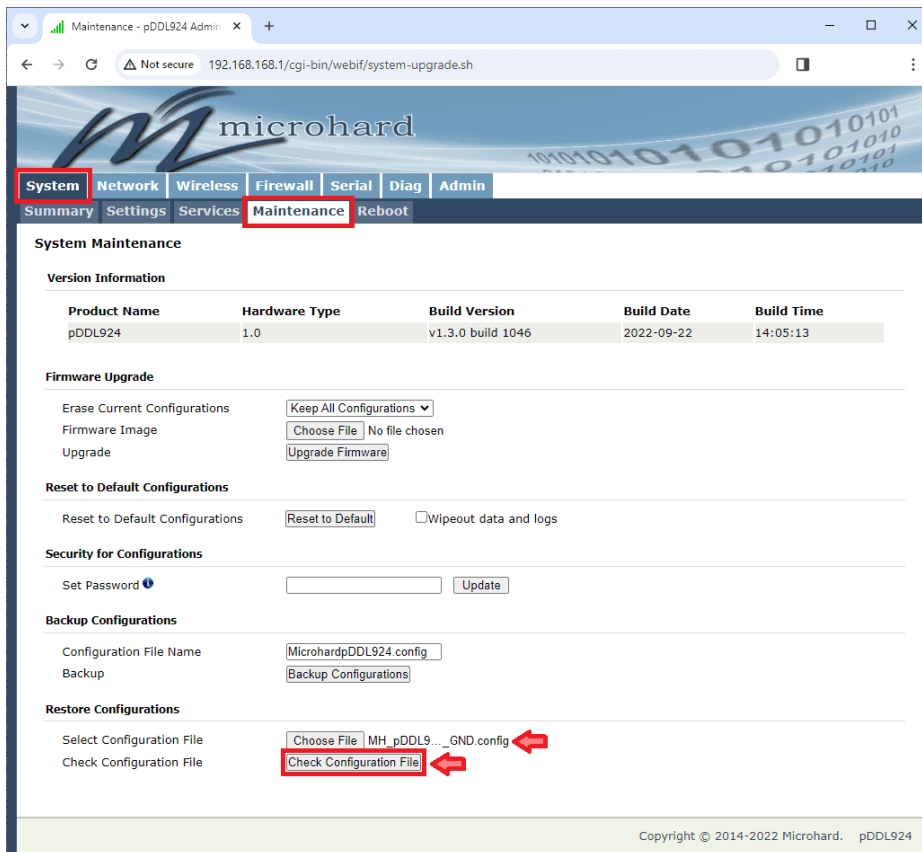 Maintenance - pDDL924 Admin
Not secure 192.168.168.1/cgi-bin/webif/system-upgrade.sh
microhard
System Network Wireless Firewall Serial Diag Admin
Summary Settings Services Maintenance Reboot
System Maintenance
Version Information
Product Name Hardware Type Build Version Build Date Build Time
pDDL924 1.0 v1.3.0 build 1046 2022-09-22 14:05:13
Firmware Upgrade
Erase Current Configurations Keep All Configurations
Firmware Image Choose File No file chosen
Upgrade Upgrade Firmware
Reset to Default Configurations
Reset to Default Configurations Reset to Default Wipeout data and logs
Security for Configurations
Set Password Update
Backup Configurations
Configuration File Name MicrohardpDDL924.config
Backup Backup Configurations
Restore Configurations
Select Configuration File Choose File MH_pDDL9..._GND.config
Check Configuration File Check Configuration File
Copyright © 2014-2022 Microhard. pDDL924